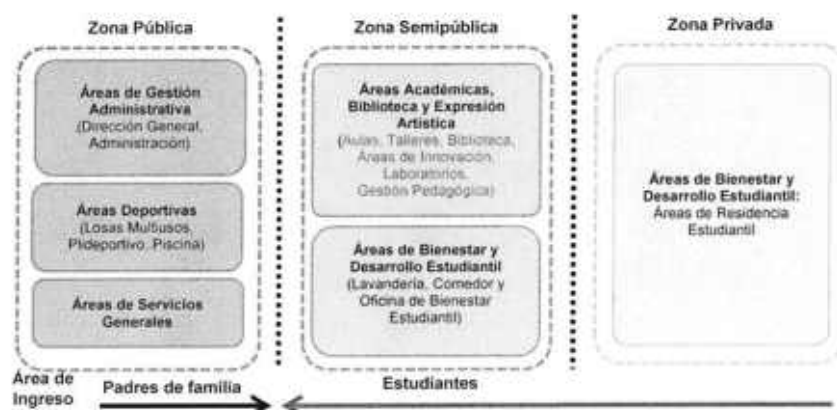 Zona Pública
Áreas de Gestión
Administrativa
(Dirección General,
Administración)
Áreas Deportivas
(Losas Multiusos,
Plideportivo, Piscina)
Áreas de Servicios
Generales
Zona Semipública
Áreas Académicas,
Biblioteca y Expresión
Artística
(Aulas, Talleres, Biblioteca,
Áreas de Innovación,
Laboratorios,
Gestión Pedagógica)
Áreas de Bienestar y
Desarrollo Estudiantil
(Lavandería, Comedor y
Oficina de Bienestar
Estudiantil)
Zona Privada
Áreas de Bienestar y
Desarrollo Estudiantil:
Áreas de Residencia
Estudiantil
Área de
Ingreso
Padres de familia
Estudiantes